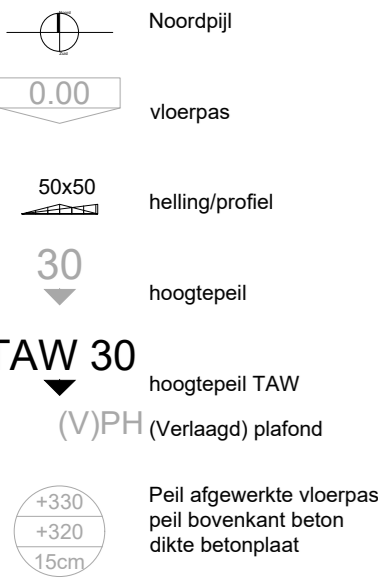 Noordpijl
0.00
vloerpas
50x50
helling/profiel
30
hoogtepeil
TAW 30
hoogtepeil TAW
(V)PH (Verlaagd) plafond
+330
Peil afgewerkte vloerpas
+320
peil bovenkant beton
15cm
dikte betonplaat